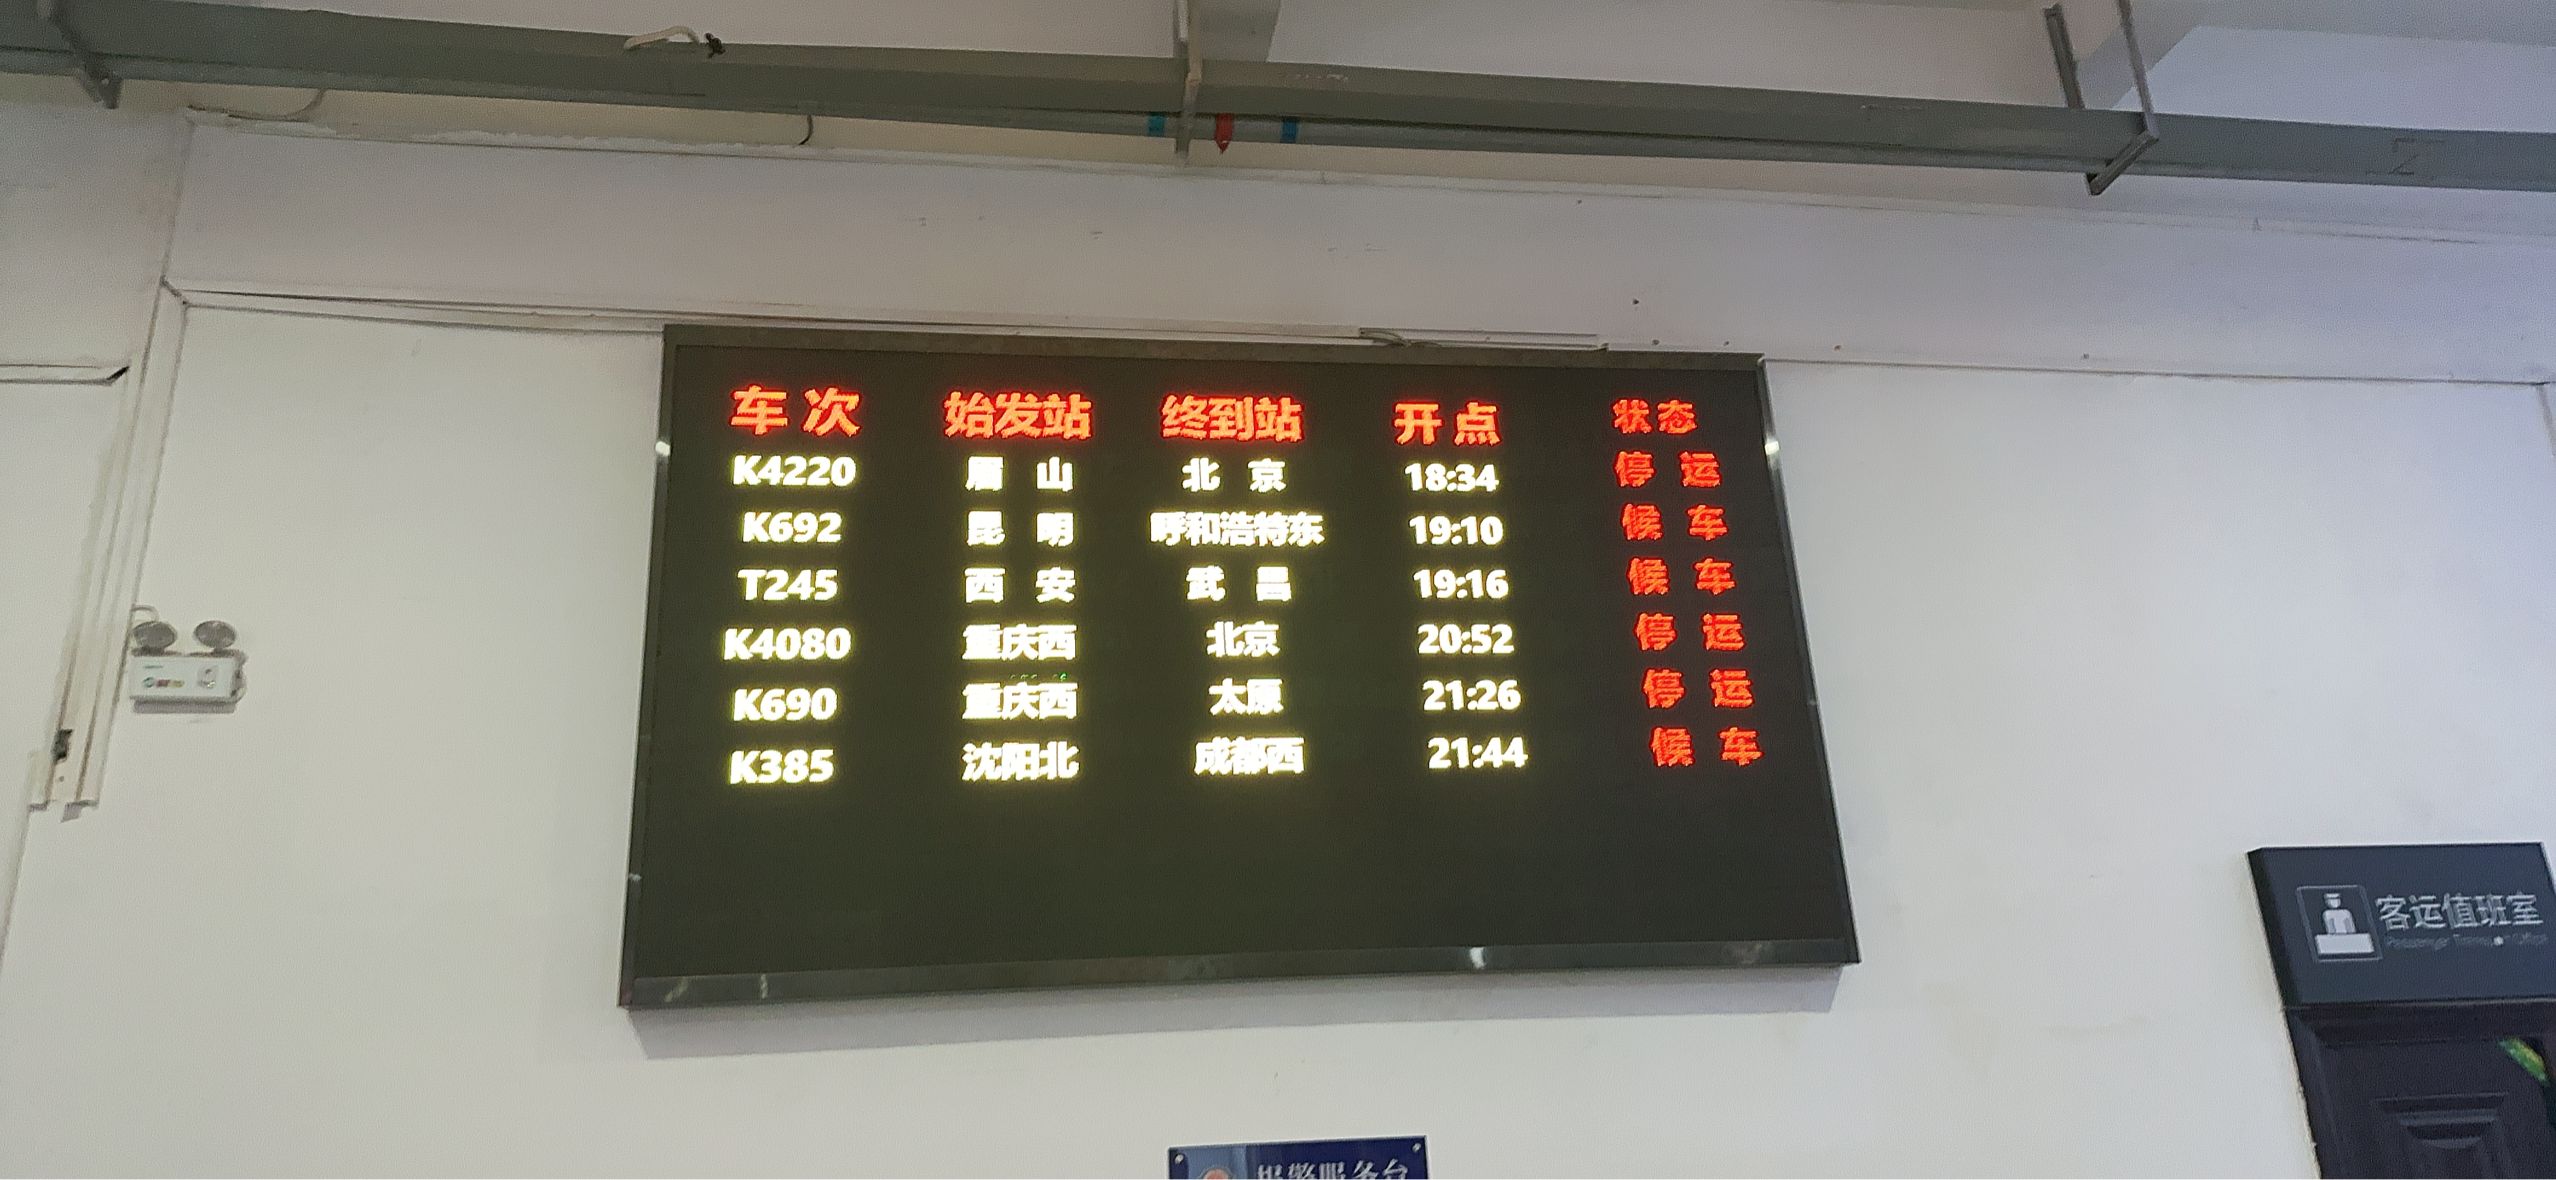 车次 始发站 终到站 开点 状态
K4220 眉山 北京 18:34 停运
K692 昆明 呼和浩特东 19:10 候车
T245 西安 武昌 19:16 候车
K4080 重庆西 北京 20:52 停运
K690 重庆西 太原 21:26 停运
K385 沈阳北 成都西 21:44 候车
客运值班室
报警服务台